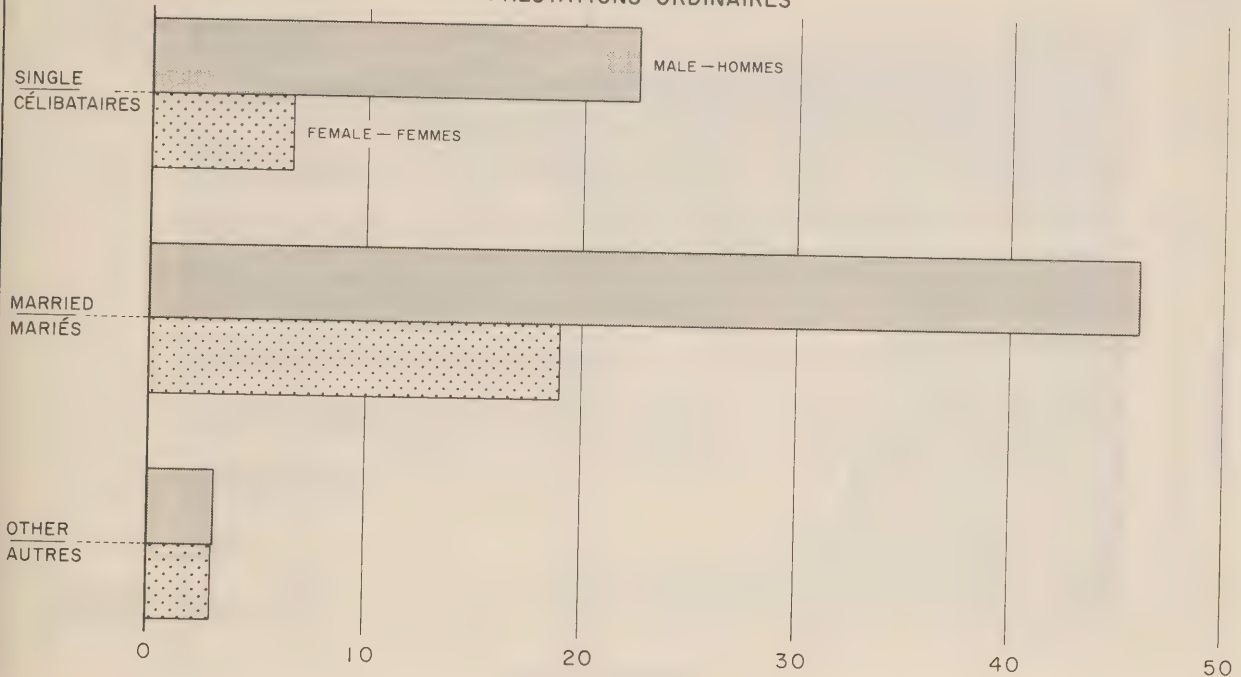 PRESTATIONS ORDINAIRES
SINGLE
CÉLIBATAIRES
MALE — HOMMES
FEMALE — FEMMES
MARRIED
MARIÉS
OTHER
AUTRES
0 10 20 30 40 50